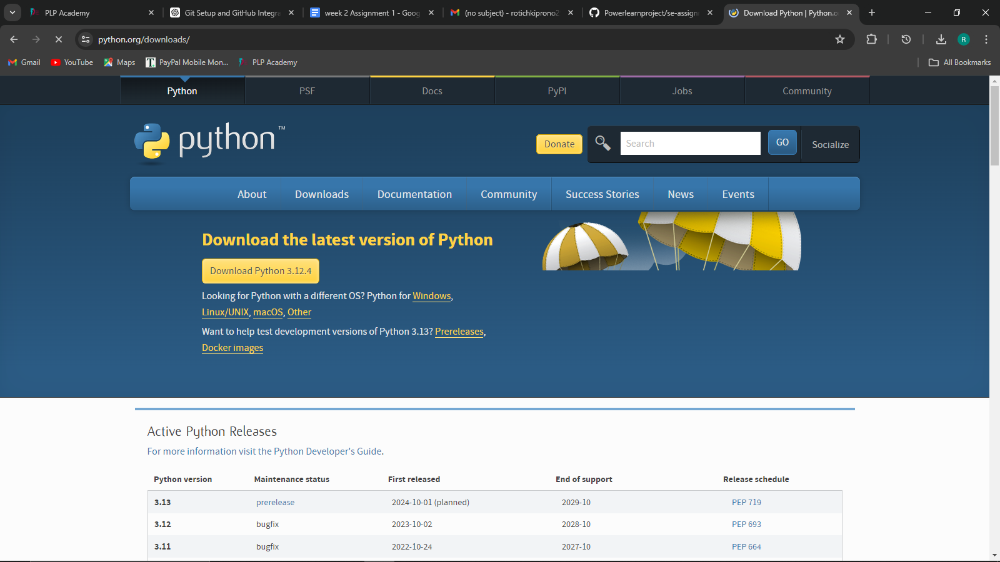 PLP Academy
Git Setup and GitHub Integra
week 2 Assignment 1 - Goog
(no subject) - rotichkiprono2
Powerlearnproject/se-assign
Download Python | Python.o
python.org/downloads/
R
Gmail
YouTube
Maps
PayPal Mobile Mon...
PLP Academy
All Bookmarks
Python
PSF
Docs
PyPI
Jobs
Community
python™
Donate
Search
GO
Socialize
About
Downloads
Documentation
Community
Success Stories
News
Events
Download the latest version of Python
Download Python 3.12.4
Looking for Python with a different OS? Python for Windows,
Linux/UNIX, macOS, Other
Want to help test development versions of Python 3.13? Prereleases,
Docker images
Active Python Releases
For more information visit the Python Developer's Guide.
Python version Maintenance status First released End of support Release schedule
3.13 prerelease 2024-10-01 (planned) 2029-10 PEP 719
3.12 bugfix 2023-10-02 2028-10 PEP 693
3.11 bugfix 2022-10-24 2027-10 PEP 664